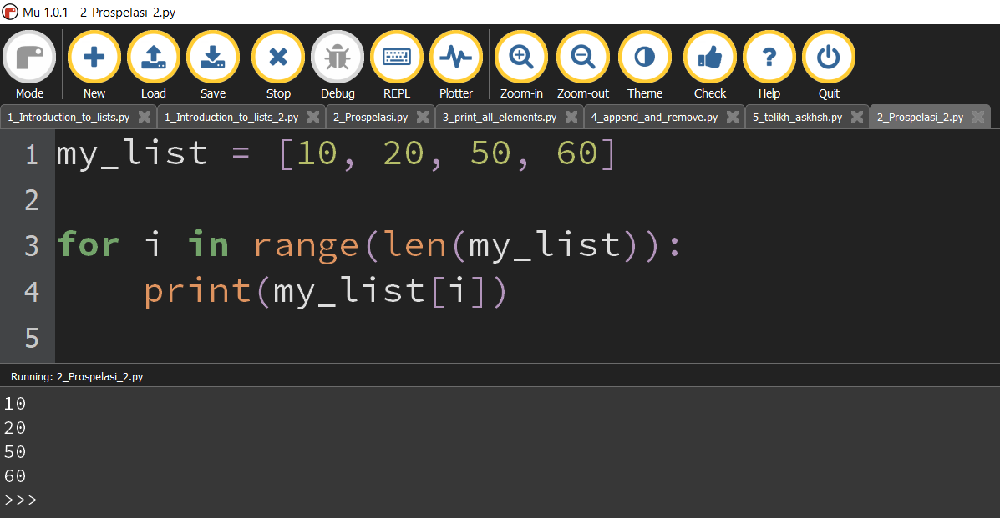 Mu 1.0.1 - 2_Prospelasi_2.py
Mode New Load Save Stop Debug REPL Plotter Zoom-in Zoom-out Theme Check Help Quit
1_Introduction_to_lists.py 1_Introduction_to_lists_2.py 2_Prospelasi.py 3_print_all_elements.py 4_append_and_remove.py 5_telikh_askhsh.py 2_Prospelasi_2.py
1 my_list = [10, 20, 50, 60]
2
3 for i in range(len(my_list)):
4     print(my_list[i])
5
Running: 2_Prospelasi_2.py
10
20
50
60
>>>